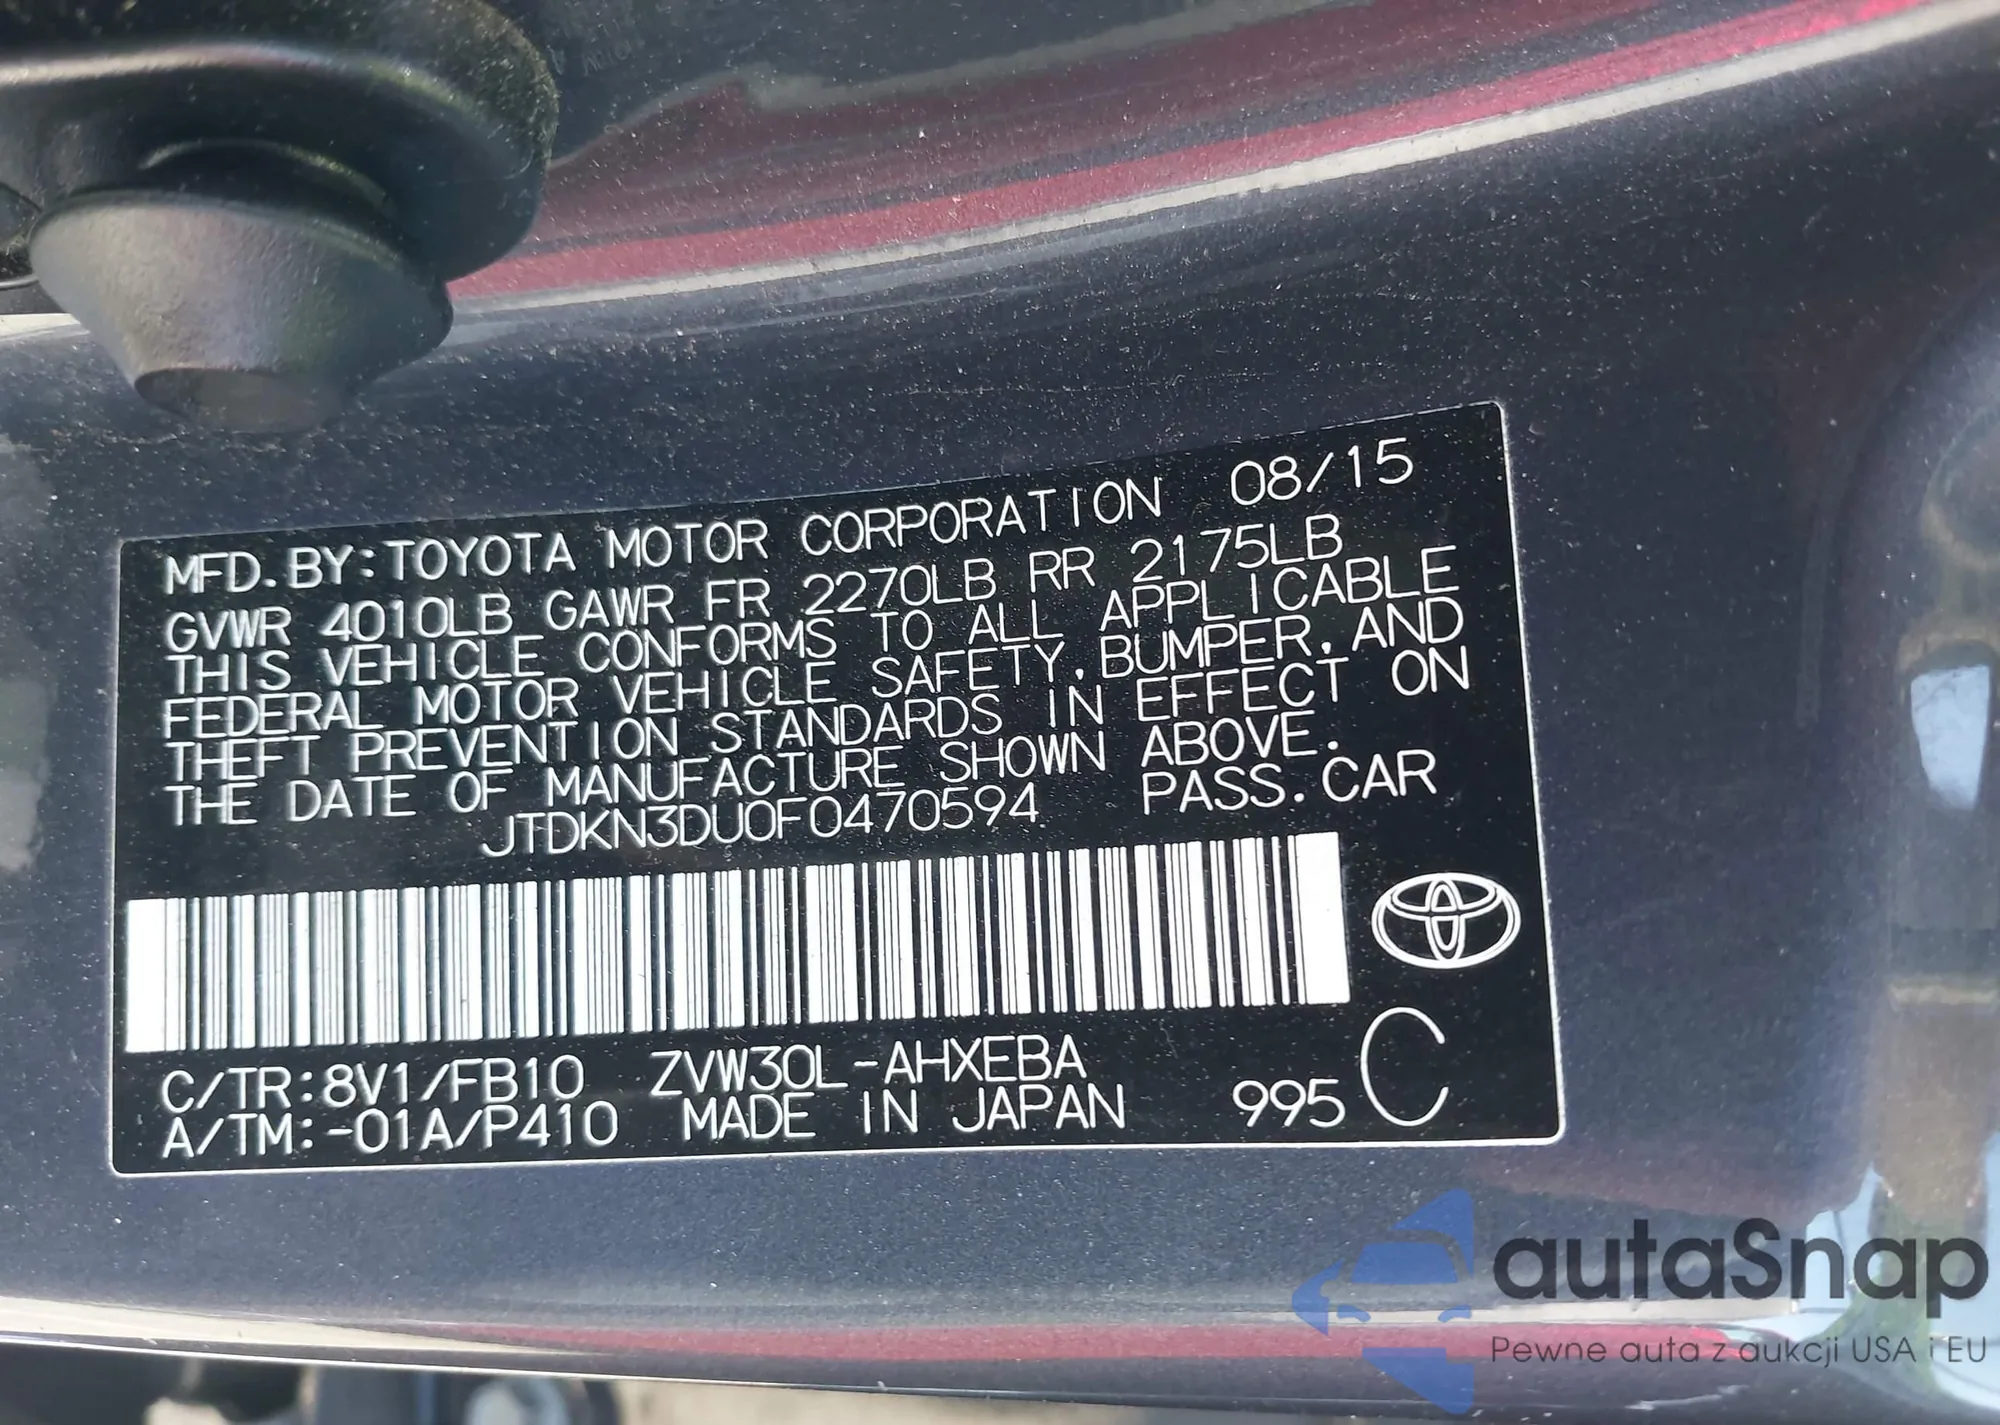 MFD. BY: TOYOTA MOTOR CORPORATION 08/15
GVWR 4010LB GAWR FR 2270LB RR 2175LB
THIS VEHICLE CONFORMS TO ALL APPLICABLE
FEDERAL MOTOR VEHICLE SAFETY, BUMPER, AND
THEFT PREVENTION STANDARDS IN EFFECT ON
THE DATE OF MANUFACTURE SHOWN ABOVE.
JTDKN3DU0F0470594 PASS. CAR
C/TR: 8V1/FB10 ZVW30L-AHXEBA
A/TM: -01A/P410 MADE IN JAPAN 995 C
autaSnap
Pewne auta z aukcji USA i EU